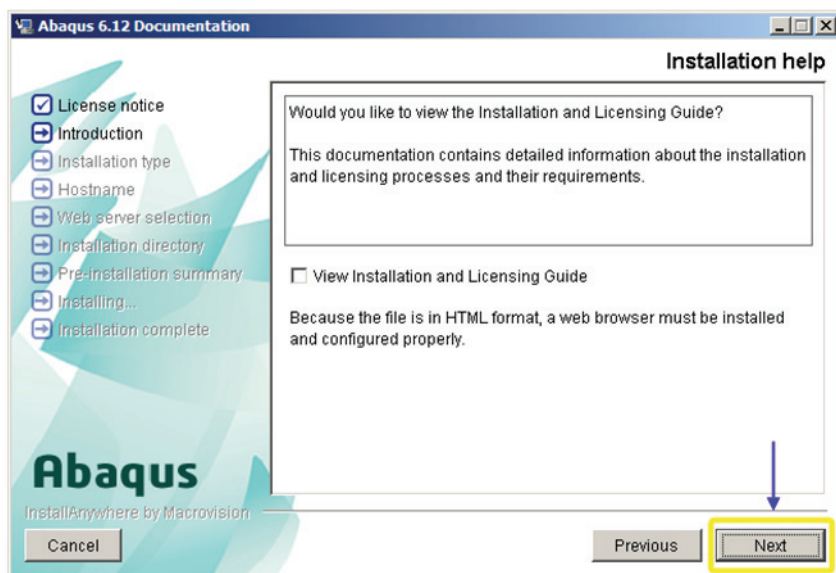 Abaqus 6.12 Documentation
Installation help
License notice
Introduction
Installation type
Hostname
Web server selection
Installation directory
Pre-installation summary
Installing...
Installation complete
Would you like to view the Installation and Licensing Guide?
This documentation contains detailed information about the installation
and licensing processes and their requirements.
View Installation and Licensing Guide
Because the file is in HTML format, a web browser must be installed
and configured properly.
Abaqus
InstallAnywhere by Macrovision
Cancel
Previous
Next